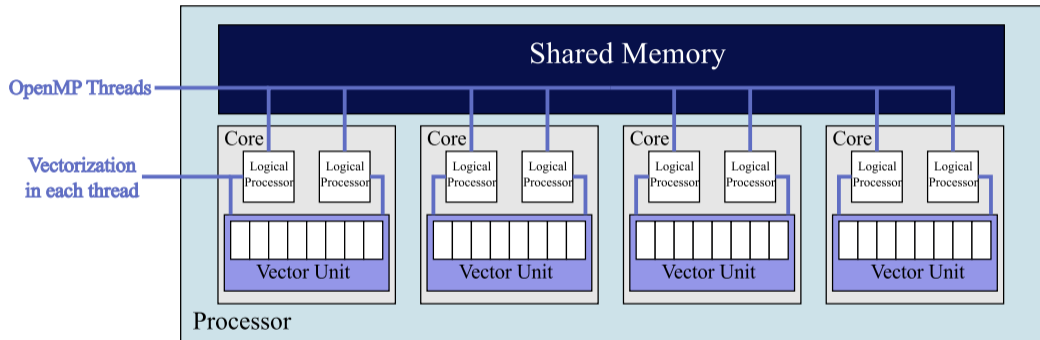 Shared Memory
OpenMP Threads
Core
Core
Core
Core
Vectorization
in each thread
Logical
Processor
Logical
Processor
Logical
Processor
Logical
Processor
Logical
Processor
Logical
Processor
Logical
Processor
Logical
Processor
Vector Unit
Vector Unit
Vector Unit
Vector Unit
Processor